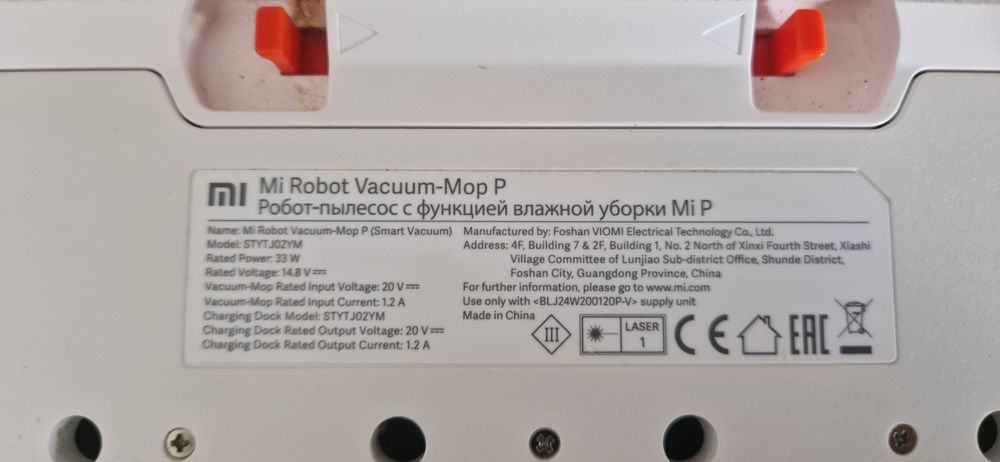 mi Mi Robot Vacuum-Mop P
Робот-пылесос с функцией влажной уборки Mi P
Name: Mi Robot Vacuum-Mop P (Smart Vacuum)
Model: STYTJ02YM
Rated Power: 33 W
Rated Voltage: 14.8 V⎓
Vacuum-Mop Rated Input Voltage: 20 V⎓
Vacuum-Mop Rated Input Current: 1.2 A
Charging Dock Model: STYTJ02YM
Charging Dock Rated Output Voltage: 20 V⎓
Charging Dock Rated Output Current: 1.2 A
Manufactured by: Foshan VIOMI Electrical Technology Co., Ltd.
Address: 4F, Building 7 & 2F, Building 1, No. 2 North of Xinxi Fourth Street, Xiashi
Village Committee of Lunjiao Sub-district Office, Shunde District,
Foshan City, Guangdong Province, China
For further information, please go to www.mi.com
Use only with <BLJ24W200120P-V> supply unit
Made in China
III
LASER
1
CE
EAC